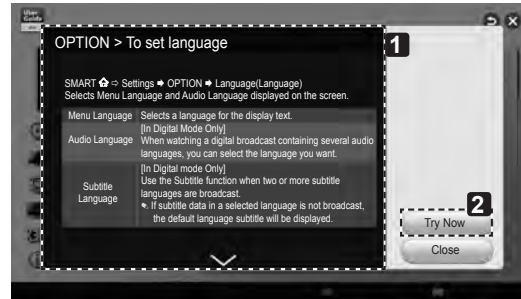 User
Guide
OPTION > To set language
1
SMART ⇨ Settings ➡ OPTION ➡ Language(Language)
Selects Menu Language and Audio Language displayed on the screen.
Menu Language Selects a language for the display text.
[In Digital Mode Only]
Audio Language When watching a digital broadcast containing several audio
languages, you can select the language you want.
[In Digital mode Only]
Use the Subtitle function when two or more subtitle
Subtitle Language languages are broadcast.
If subtitle data in a selected language is not broadcast,
the default language subtitle will be displayed.
2
Try Now
Close